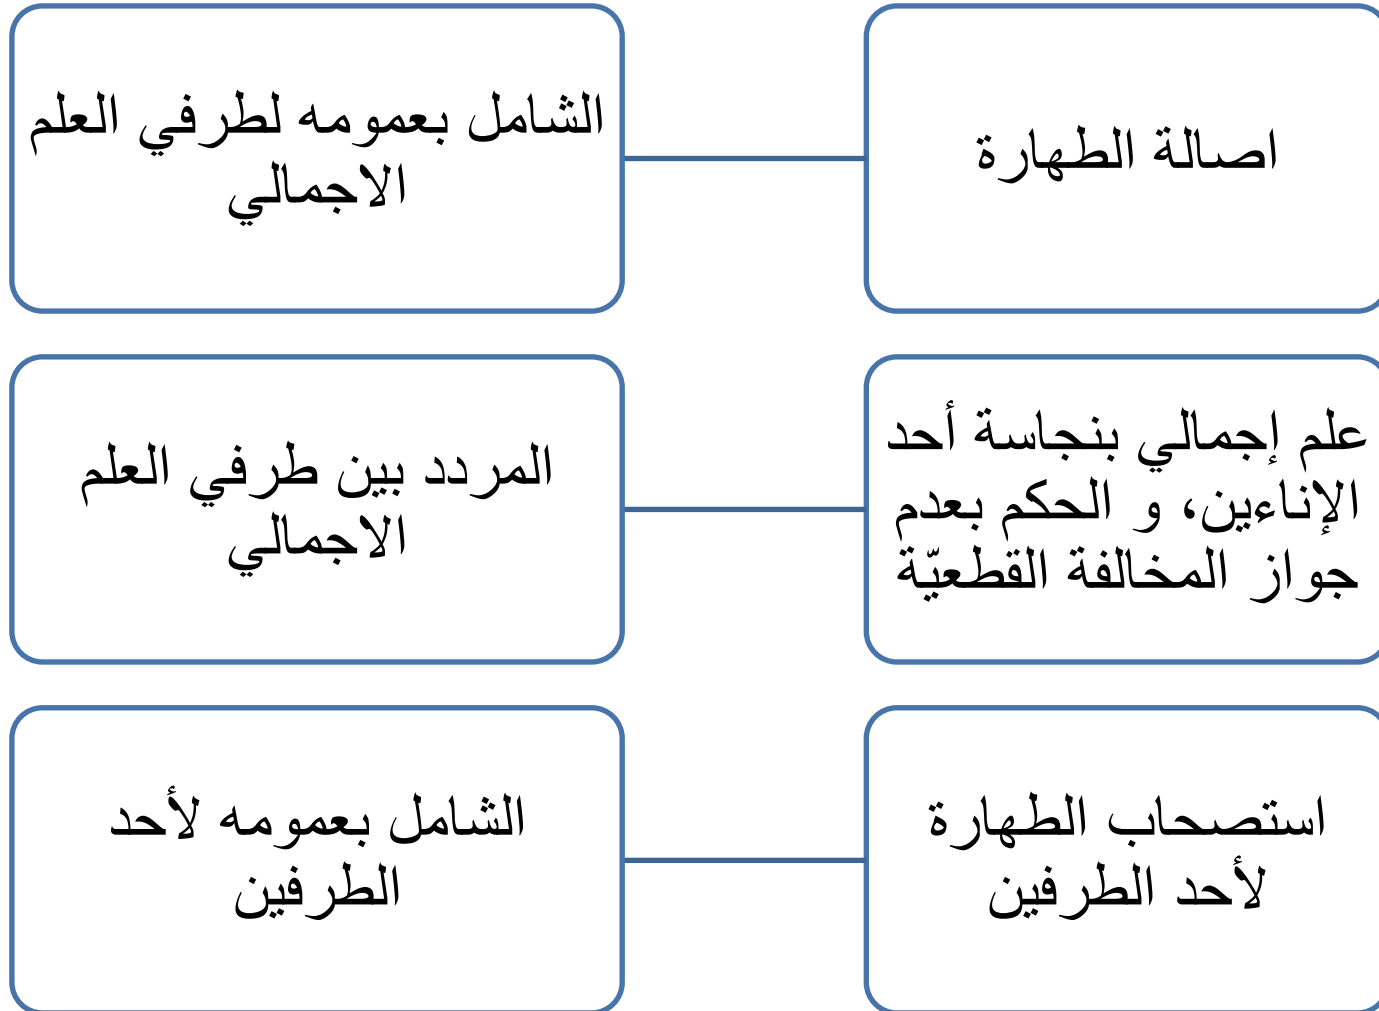 اصالة الطهارة
الشامل بعمومه لطرفي العلم
الاجمالي
علم إجمالي بنجاسة أحد
الإناءين، و الحكم بعدم
جواز المخالفة القطعيّة
المردد بين طرفي العلم
الاجمالي
استصحاب الطهارة
لأحد الطرفين
الشامل بعمومه لأحد
الطرفين